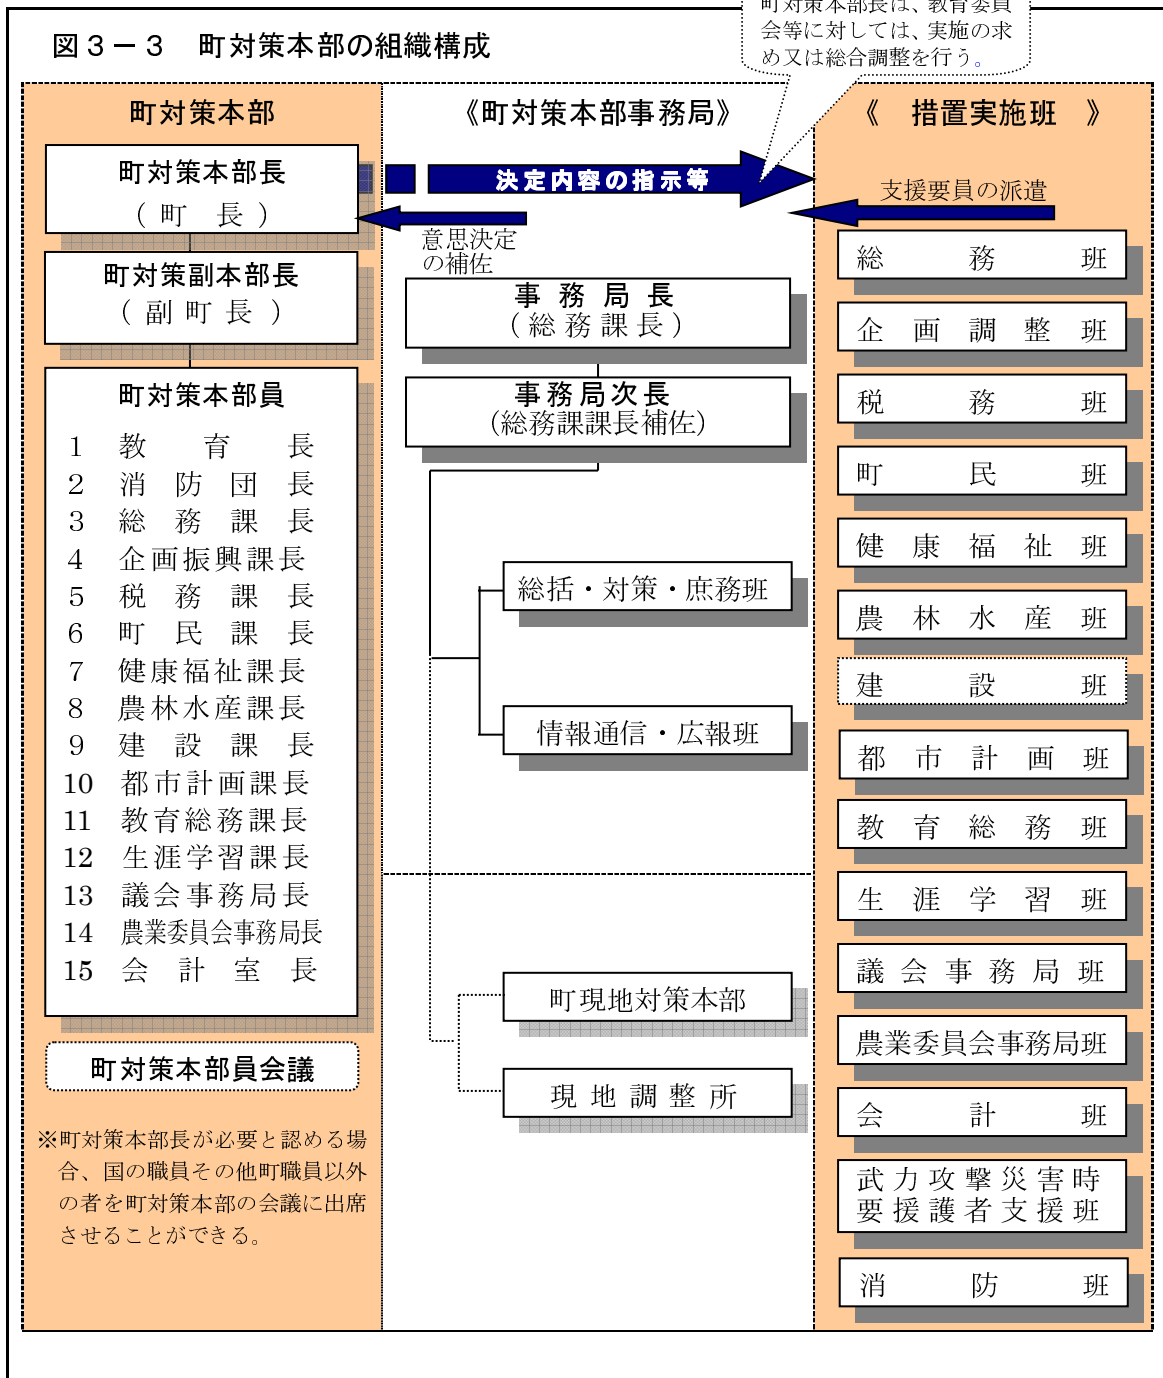 町対策本部長は、教育委員
会等に対しては、実施の求
め又は総合調整を行う。
図３－３　町対策本部の組織構成
町対策本部
町対策本部長
（ 町　長 ）
町対策副本部長
（ 副 町 長 ）
町対策本部員
1　教　育　長
2　消　防　団　長
3　総　務　課　長
4　企画振興課長
5　税　務　課　長
6　町　民　課　長
7　健康福祉課長
8　農林水産課長
9　建　設　課　長
10　都市計画課長
11　教育総務課長
12　生涯学習課長
13　議会事務局長
14　農業委員会事務局長
15　会　計　室　長
町対策本部員会議
※町対策本部長が必要と認める場
合、国の職員その他町職員以外
の者を町対策本部の会議に出席
させることができる。
《町対策本部事務局》
決定内容の指示等
意思決定
の補佐
事 務 局 長
（総 務 課 長）
事務局次長
（総務課課長補佐）
総括・対策・庶務班
情報通信・広報班
町現地対策本部
現 地 調 整 所
《　措置実施班　》
支援要員の派遣
総　務　班
企 画 調 整 班
税　務　班
町　民　班
健 康 福 祉 班
農 林 水 産 班
建　設　班
都 市 計 画 班
教 育 総 務 班
生 涯 学 習 班
議 会 事 務 局 班
農業委員会事務局班
会　計　班
武力攻撃災害時
要援護者支援班
消　防　班